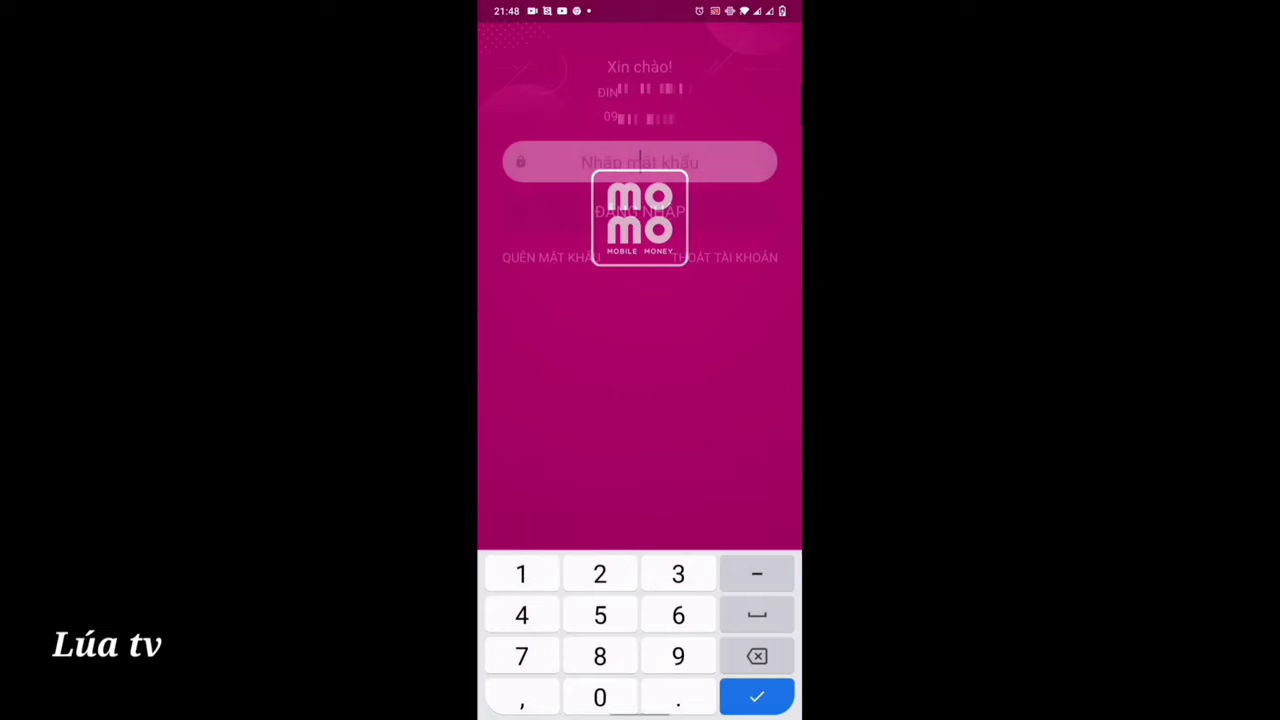 21:48
Xin chào!
ĐIN
09
Nhập mật khẩu
mo
mo
MOBILE MONEY
ĐĂNG NHẬP
QUÊN MẬT KHẨU THOÁT TÀI KHOẢN
1 2 3 -
4 5 6
7 8 9
, 0 .
Lúa tv